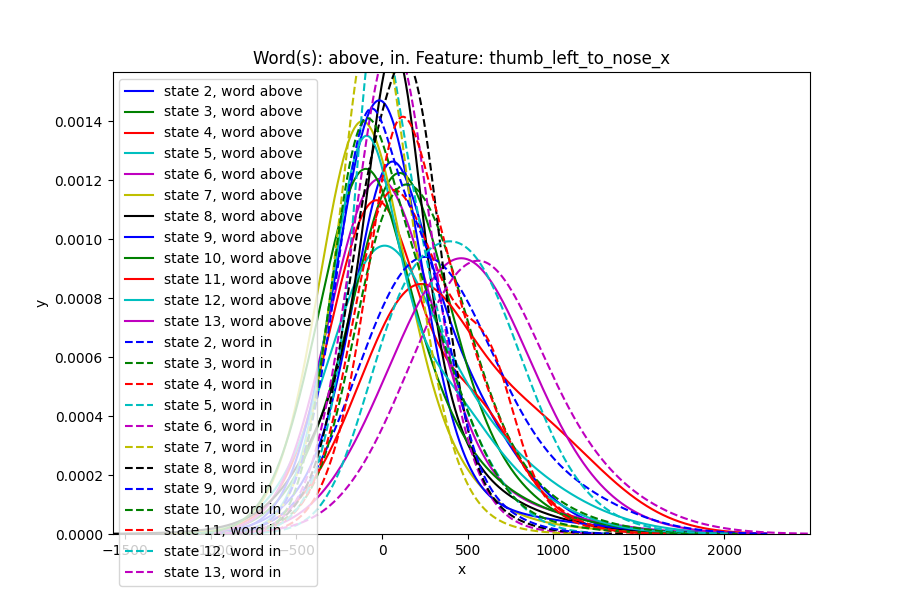 Word(s): above, in. Feature: thumb_left_to_nose_x
state 2, word above
state 3, word above
state 4, word above
state 5, word above
state 6, word above
state 7, word above
state 8, word above
state 9, word above
state 10, word above
state 11, word above
state 12, word above
state 13, word above
state 2, word in
state 3, word in
state 4, word in
state 5, word in
state 6, word in
state 7, word in
state 8, word in
state 9, word in
state 10, word in
state 11, word in
state 12, word in
state 13, word in
0.0014
0.0012
0.0010
0.0008
0.0006
0.0004
0.0002
0.0000
y
−1500 −1000 −500 0 500 1000 1500 2000
x